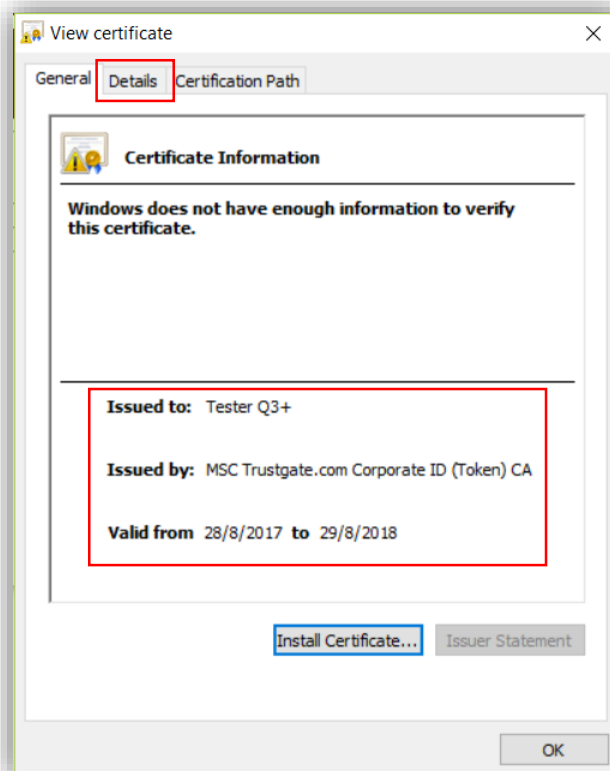 View certificate
General Details Certification Path
Certificate Information
Windows does not have enough information to verify
this certificate.
Issued to: Tester Q3+
Issued by: MSC Trustgate.com Corporate ID (Token) CA
Valid from 28/8/2017 to 29/8/2018
Install Certificate... Issuer Statement
OK